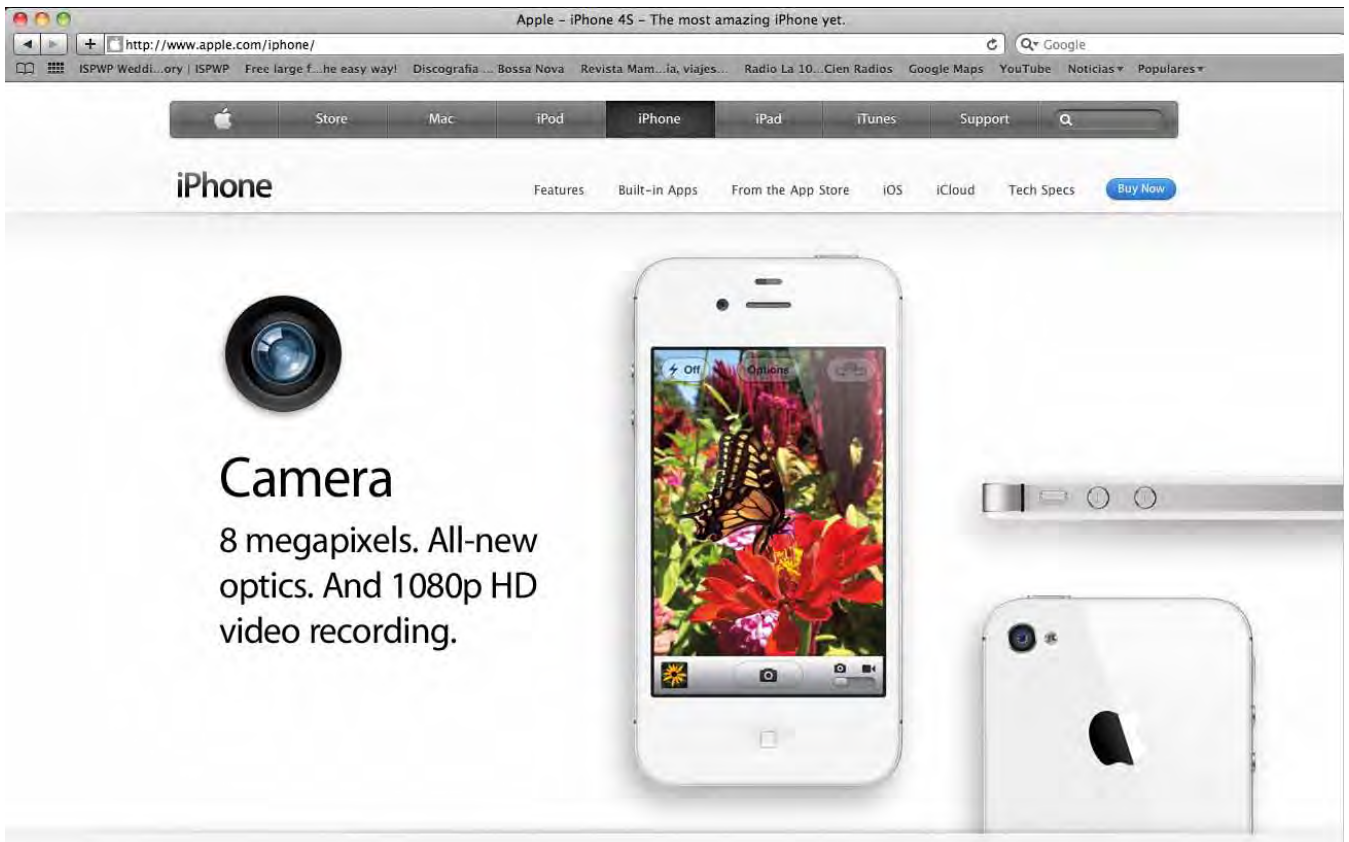 Apple – iPhone 4S – The most amazing iPhone yet.
http://www.apple.com/iphone/
Google
ISPWP Weddi...ory | ISPWP Free large f...he easy way! Discografia ... Bossa Nova Revista Mam...ia, viajes... Radio La 10...Cien Radios Google Maps YouTube Noticias Populares
Store Mac iPod iPhone iPad iTunes Support
iPhone
Features Built-in Apps From the App Store iOS iCloud Tech Specs Buy Now
Off Options
Camera
8 megapixels. All-new
optics. And 1080p HD
video recording.